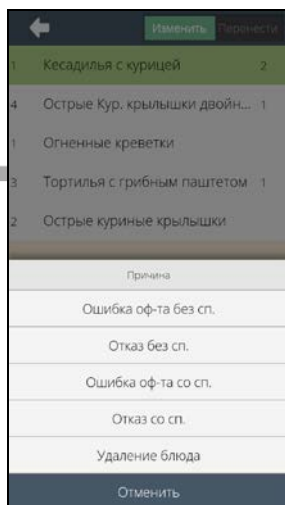 Изменить Перенести
1 Кесадилья с курицей 2
4 Острые Кур. крылышки двойн... 1
1 Огненные креветки
3 Тортилья с грибным паштетом 1
2 Острые куриные крылышки
Причина
Ошибка оф-та без сп.
Отказ без сп.
Ошибка оф-та со сп.
Отказ со сп.
Удаление блюда
Отменить